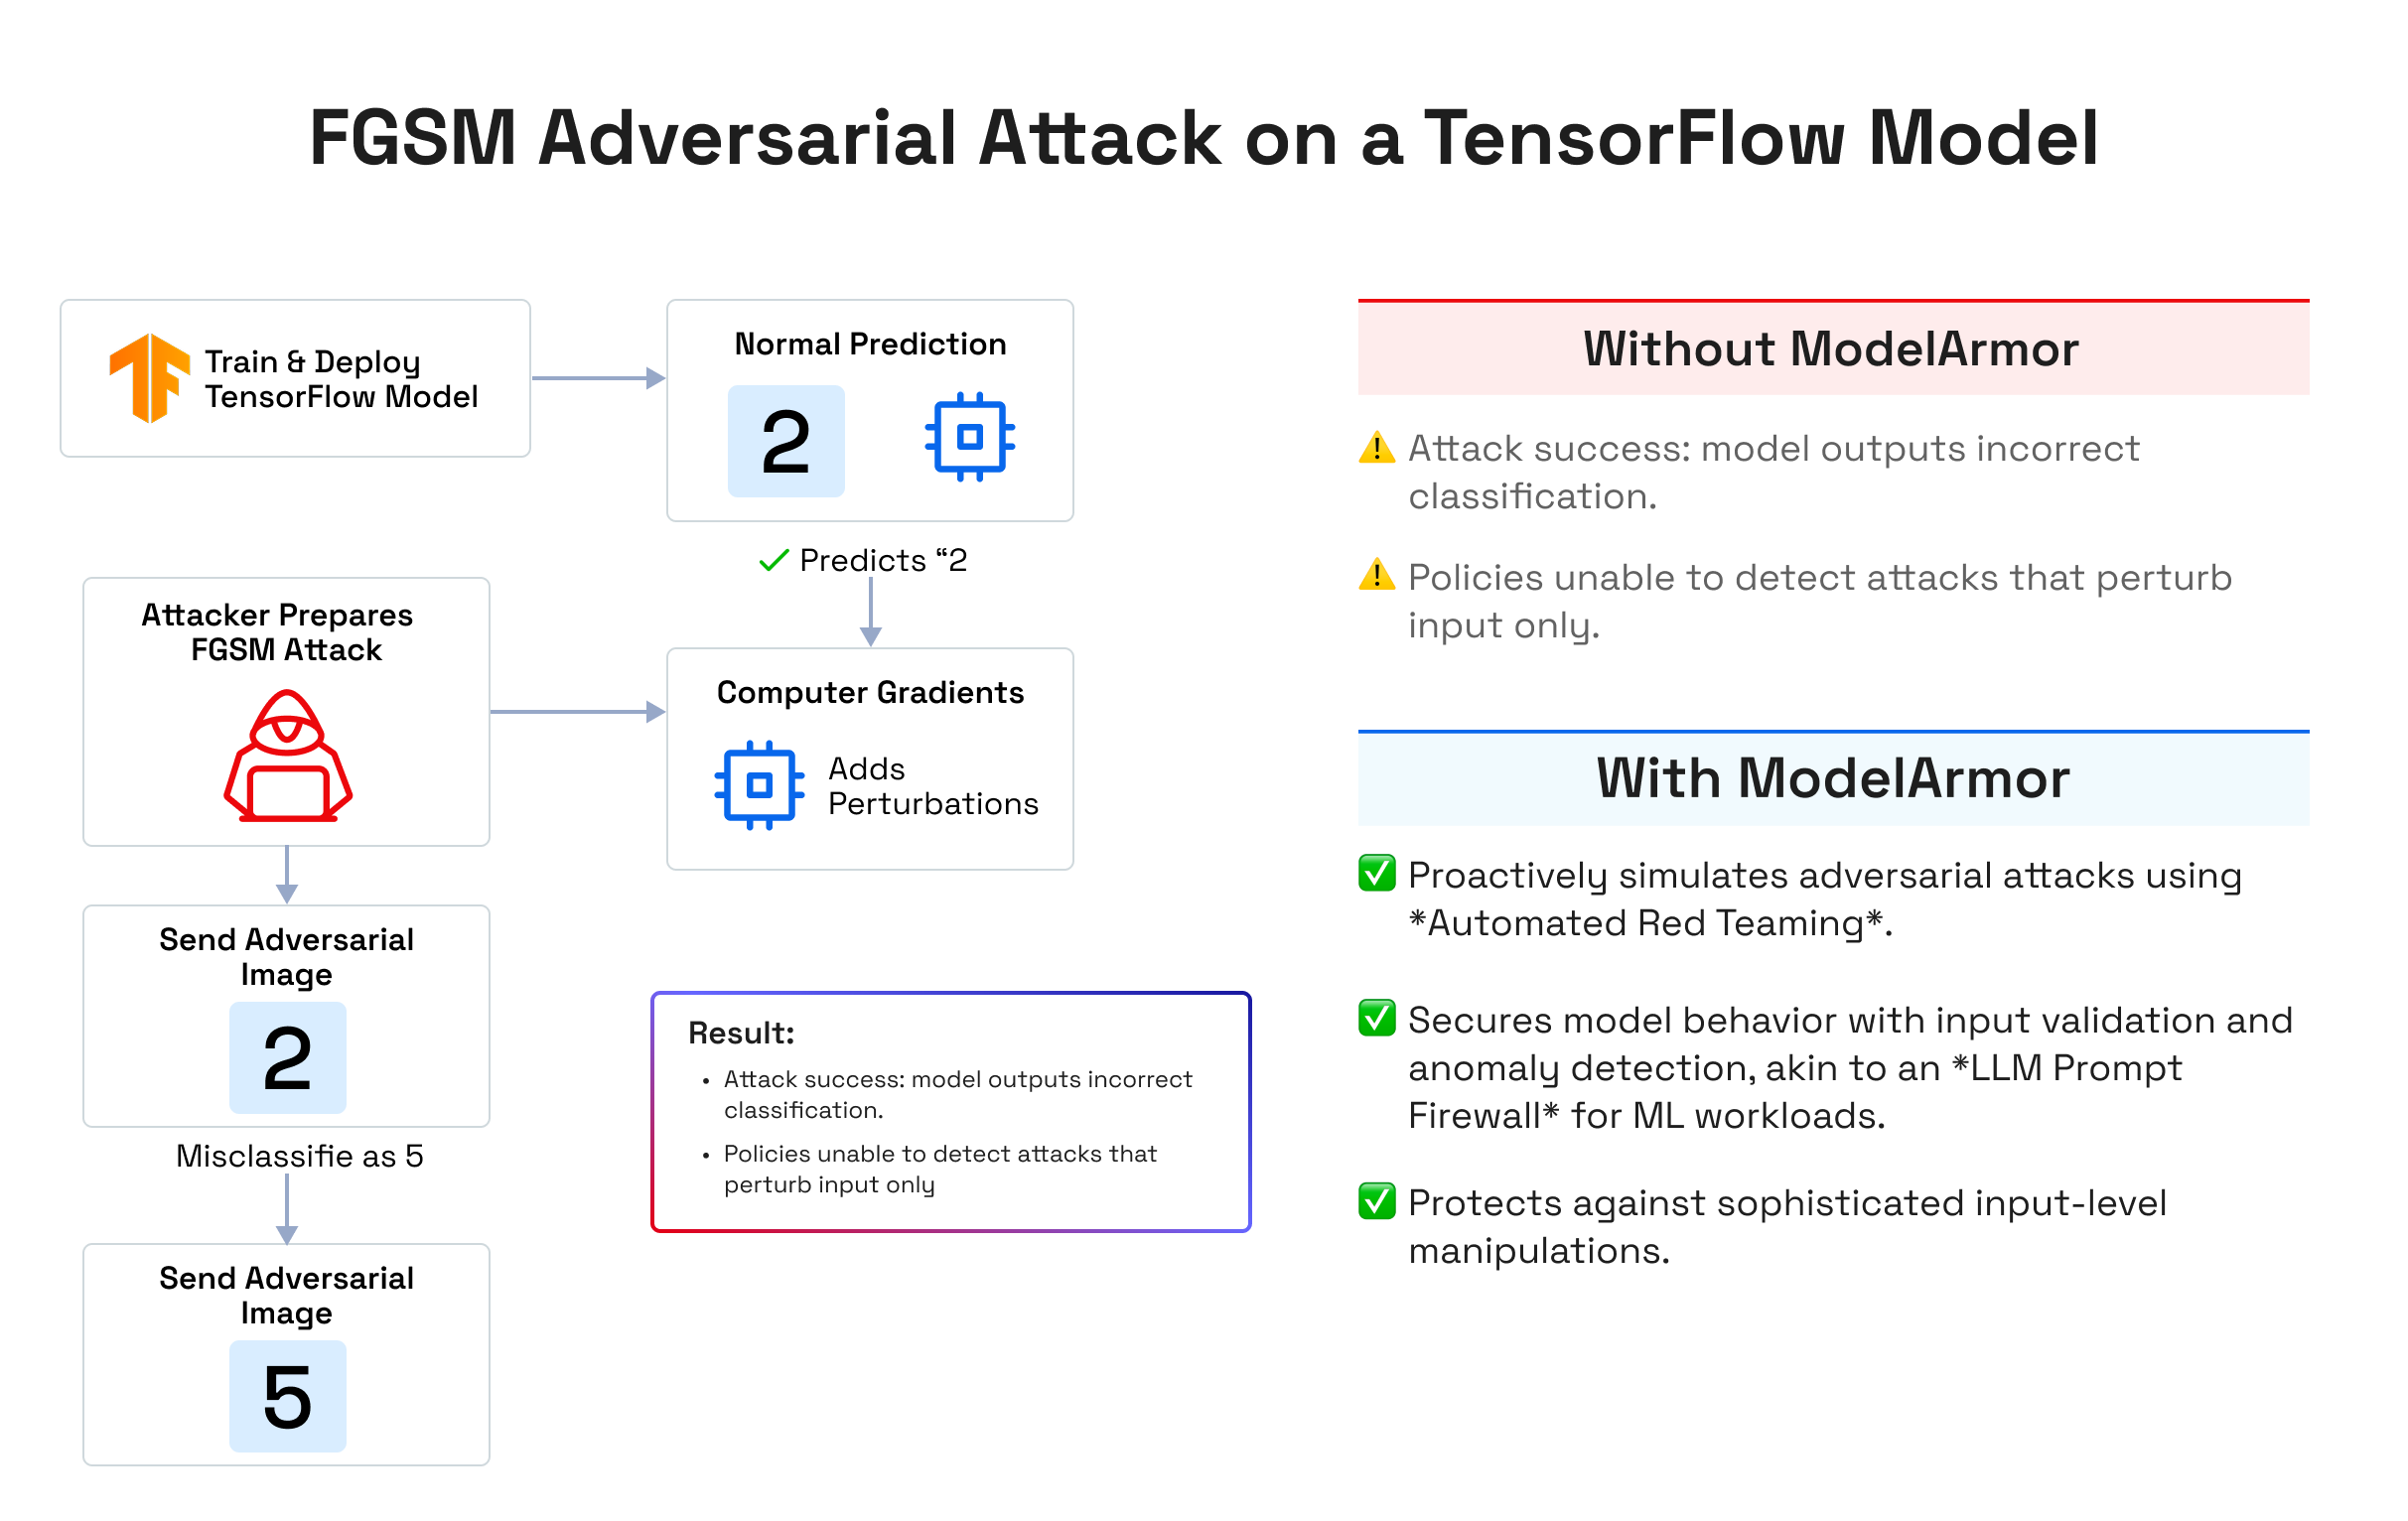 FGSM Adversarial Attack on a TensorFlow Model
Train & Deploy
TensorFlow Model
Normal Prediction
2
Predicts “2
Attacker Prepares
FGSM Attack
Computer Gradients
Adds
Perturbations
Send Adversarial
Image
2
Misclassifie as 5
Send Adversarial
Image
5
Result:
• Attack success: model outputs incorrect
classification.
• Policies unable to detect attacks that
perturb input only
Without ModelArmor
⚠️ Attack success: model outputs incorrect
classification.
⚠️ Policies unable to detect attacks that perturb
input only.
With ModelArmor
✅ Proactively simulates adversarial attacks using
*Automated Red Teaming*.
✅ Secures model behavior with input validation and
anomaly detection, akin to an *LLM Prompt
Firewall* for ML workloads.
✅ Protects against sophisticated input-level
manipulations.